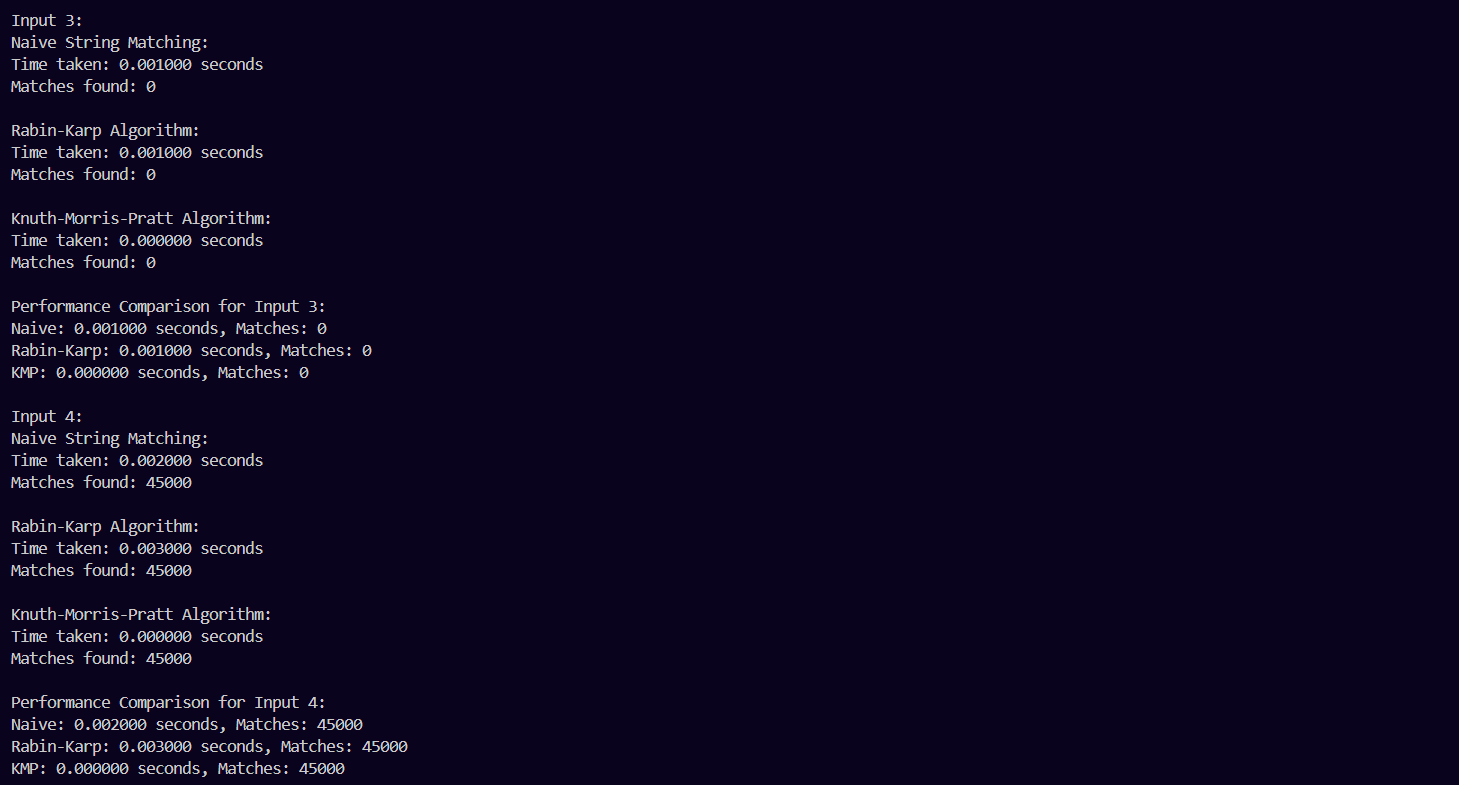 Input 3:
Naive String Matching:
Time taken: 0.001000 seconds
Matches found: 0
Rabin-Karp Algorithm:
Time taken: 0.001000 seconds
Matches found: 0
Knuth-Morris-Pratt Algorithm:
Time taken: 0.000000 seconds
Matches found: 0
Performance Comparison for Input 3:
Naive: 0.001000 seconds, Matches: 0
Rabin-Karp: 0.001000 seconds, Matches: 0
KMP: 0.000000 seconds, Matches: 0
Input 4:
Naive String Matching:
Time taken: 0.002000 seconds
Matches found: 45000
Rabin-Karp Algorithm:
Time taken: 0.003000 seconds
Matches found: 45000
Knuth-Morris-Pratt Algorithm:
Time taken: 0.000000 seconds
Matches found: 45000
Performance Comparison for Input 4:
Naive: 0.002000 seconds, Matches: 45000
Rabin-Karp: 0.003000 seconds, Matches: 45000
KMP: 0.000000 seconds, Matches: 45000